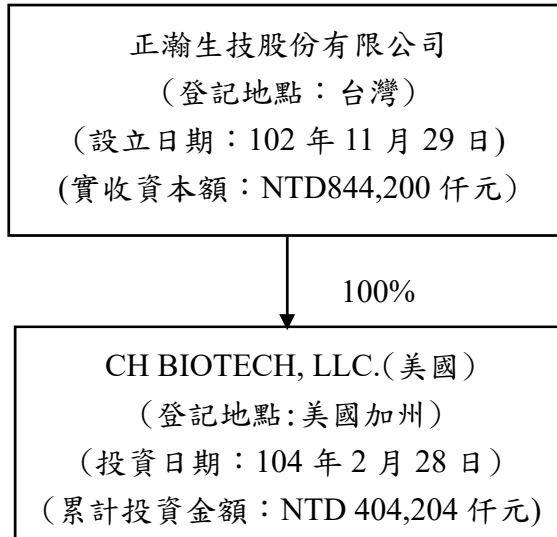 正瀚生技股份有限公司
（登記地點：台灣）
（設立日期：102 年 11 月 29 日)
(實收資本額：NTD844,200 仟元）
100%
CH BIOTECH, LLC.(美國）
（登記地點:美國加州）
（投資日期：104 年 2 月 28 日）
（累計投資金額：NTD 404,204 仟元)